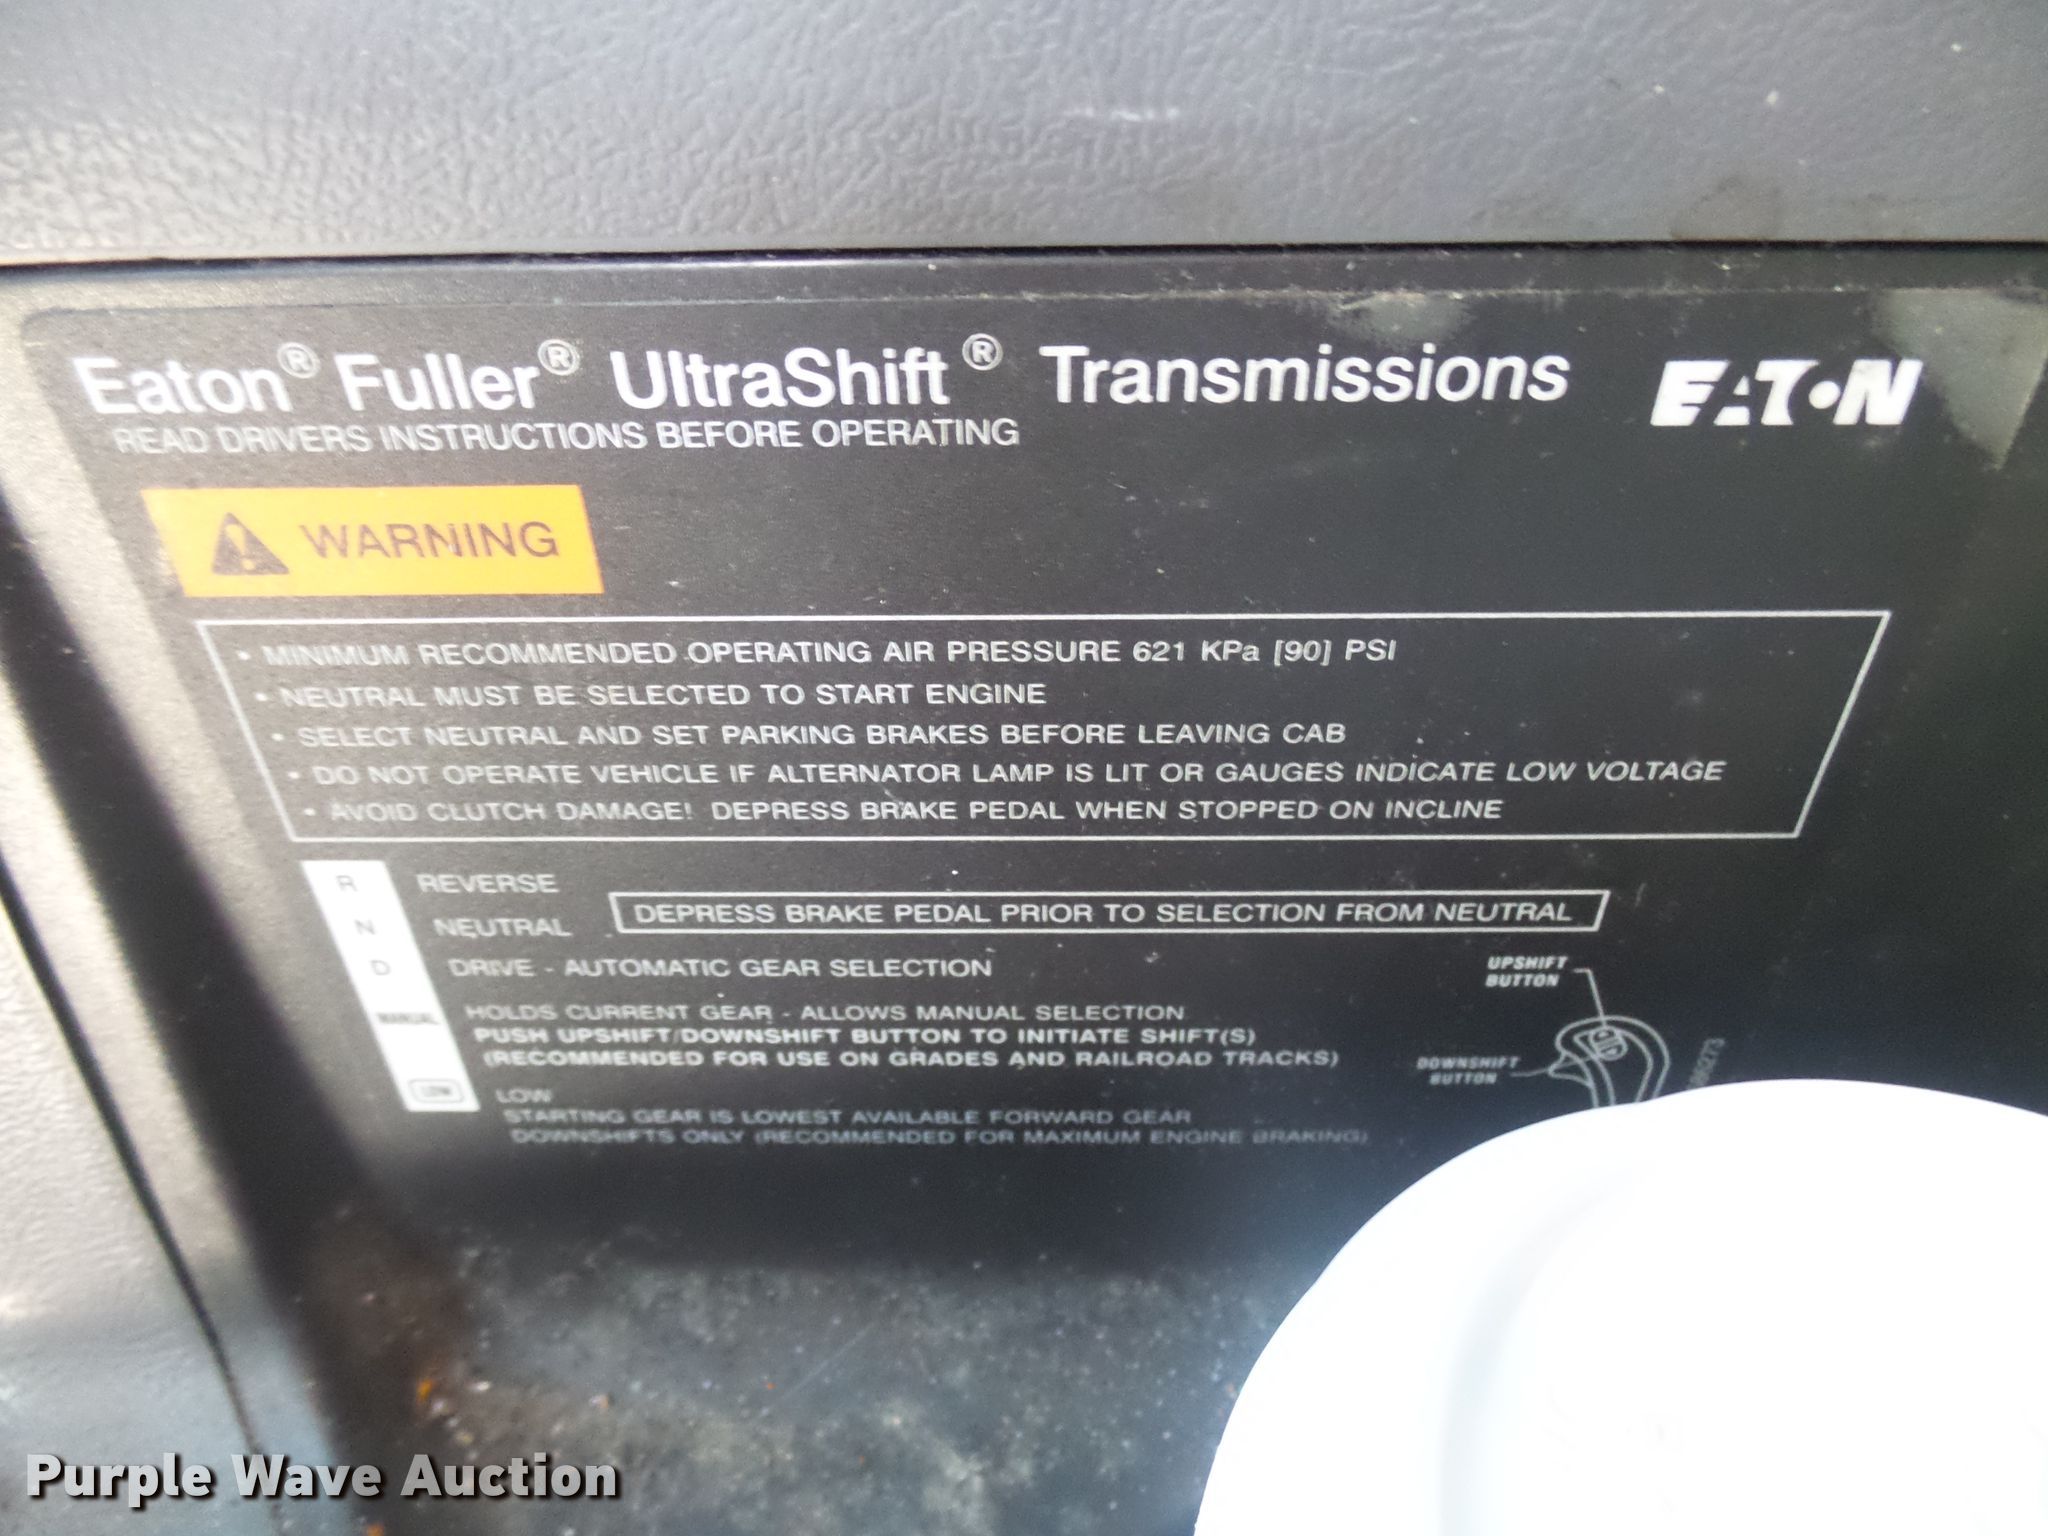 Eaton® Fuller® UltraShift® Transmissions
EATON
READ DRIVERS INSTRUCTIONS BEFORE OPERATING
WARNING
• MINIMUM RECOMMENDED OPERATING AIR PRESSURE 621 KPa [90] PSI
• NEUTRAL MUST BE SELECTED TO START ENGINE
• SELECT NEUTRAL AND SET PARKING BRAKES BEFORE LEAVING CAB
• DO NOT OPERATE VEHICLE IF ALTERNATOR LAMP IS LIT OR GAUGES INDICATE LOW VOLTAGE
• AVOID CLUTCH DAMAGE! DEPRESS BRAKE PEDAL WHEN STOPPED ON INCLINE
R REVERSE
N NEUTRAL
DEPRESS BRAKE PEDAL PRIOR TO SELECTION FROM NEUTRAL
D DRIVE - AUTOMATIC GEAR SELECTION
MANUAL HOLDS CURRENT GEAR - ALLOWS MANUAL SELECTION
PUSH UPSHIFT/DOWNSHIFT BUTTON TO INITIATE SHIFT(S)
(RECOMMENDED FOR USE ON GRADES AND RAILROAD TRACKS)
LOW LOW
STARTING GEAR IS LOWEST AVAILABLE FORWARD GEAR
DOWNSHIFTS ONLY (RECOMMENDED FOR MAXIMUM ENGINE BRAKING)
UPSHIFT
BUTTON
DOWNSHIFT
BUTTON
Purple Wave Auction